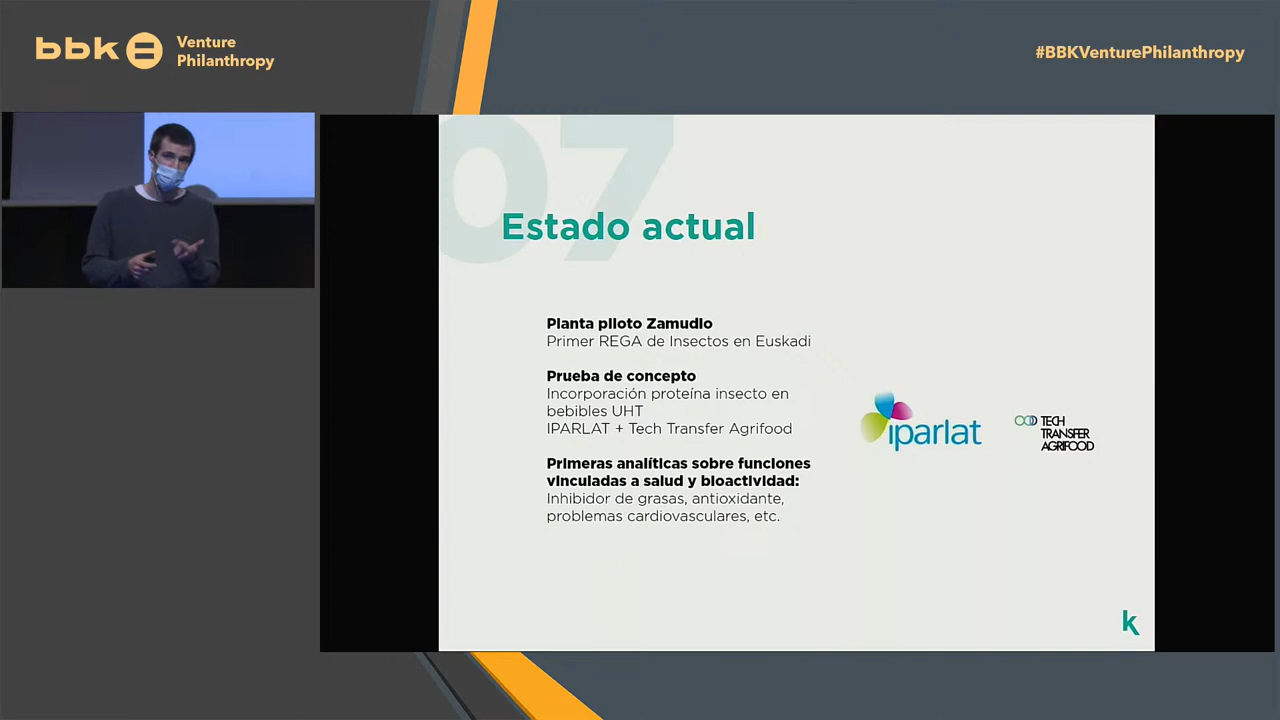 bbk
Venture
Philanthropy
#BBKVenturePhilanthropy
07
Estado actual
Planta piloto Zamudio
Primer REGA de Insectos en Euskadi
Prueba de concepto
Incorporación proteína insecto en
bebibles UHT
IPARLAT + Tech Transfer Agrifood
Primeras analíticas sobre funciones
vinculadas a salud y bioactividad:
Inhibidor de grasas, antioxidante,
problemas cardiovasculares, etc.
iparlat
TECH
TRANSFER
AGRIFOOD
k